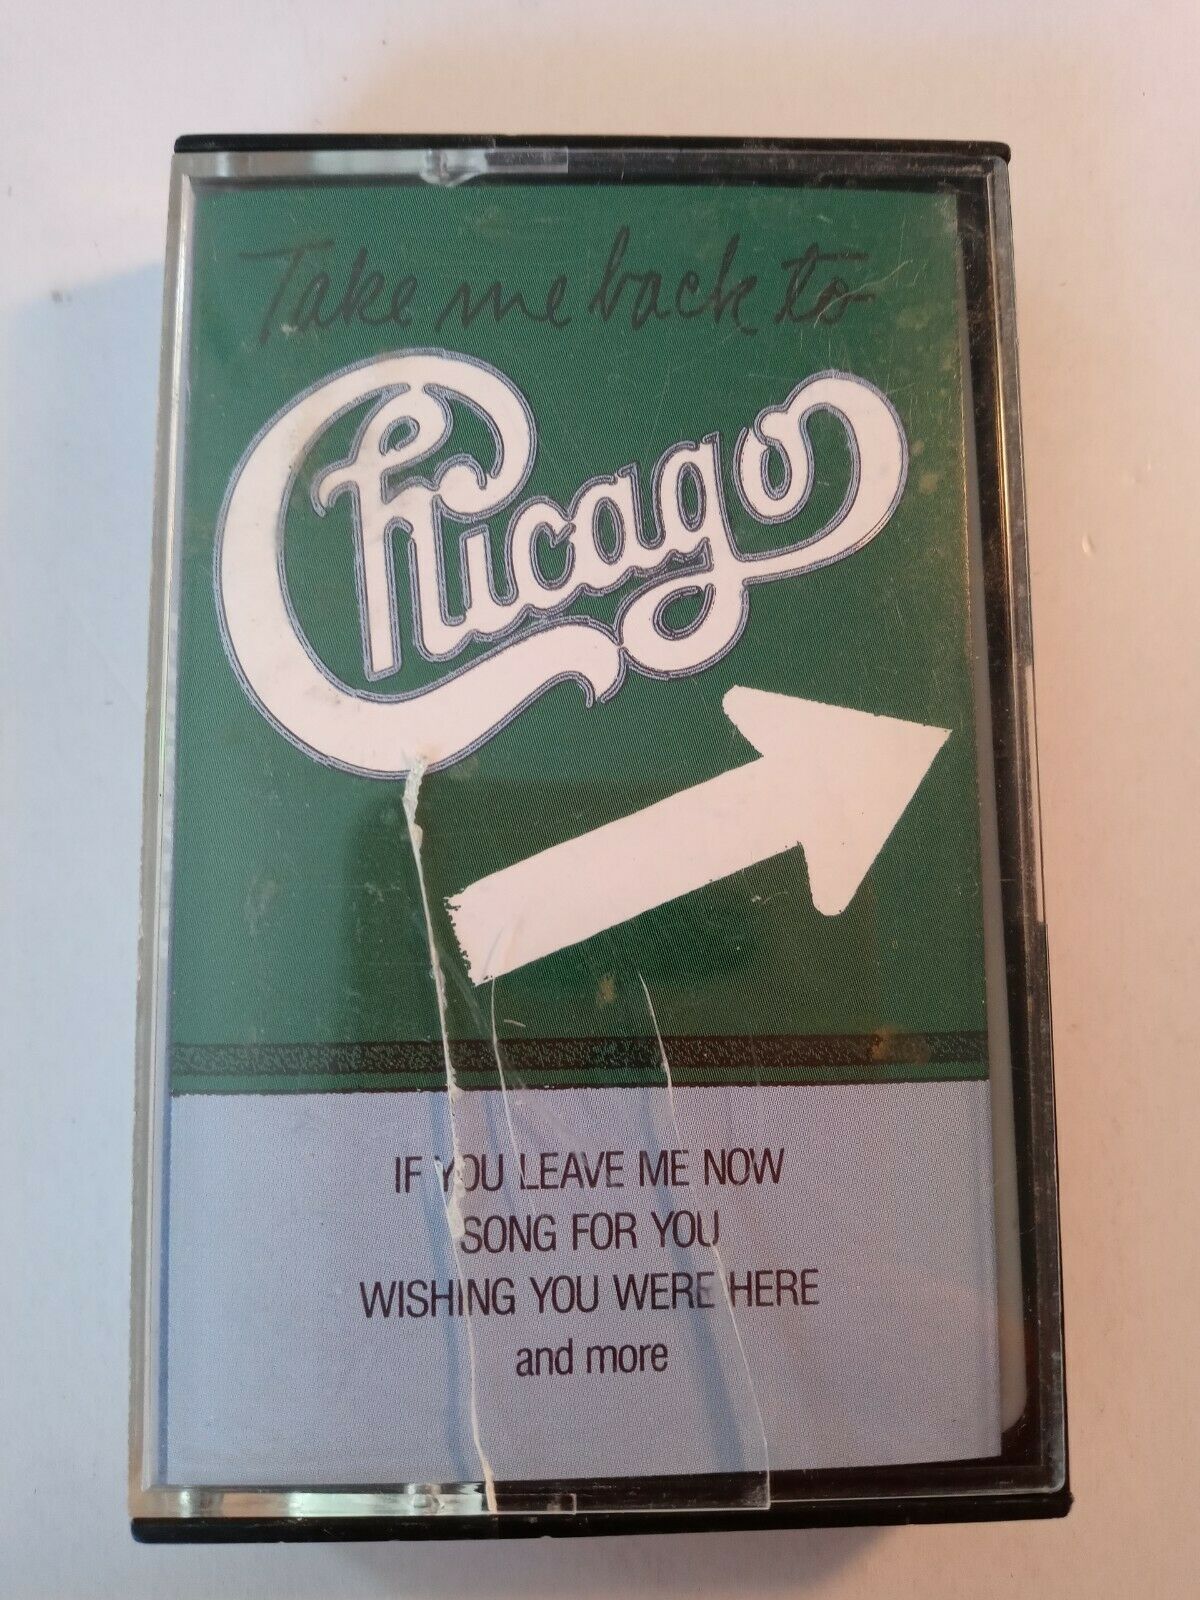 Take me back to
Chicago
IF YOU LEAVE ME NOW
SONG FOR YOU
WISHING YOU WERE HERE
and more